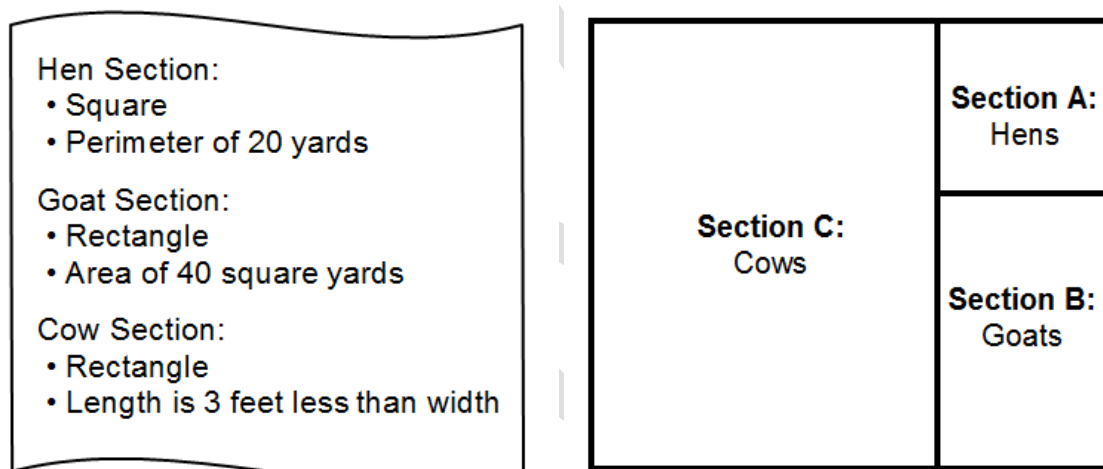 Hen Section:
• Square
• Perimeter of 20 yards
Goat Section:
• Rectangle
• Area of 40 square yards
Cow Section:
• Rectangle
• Length is 3 feet less than width
Section C:
Cows
Section A:
Hens
Section B:
Goats